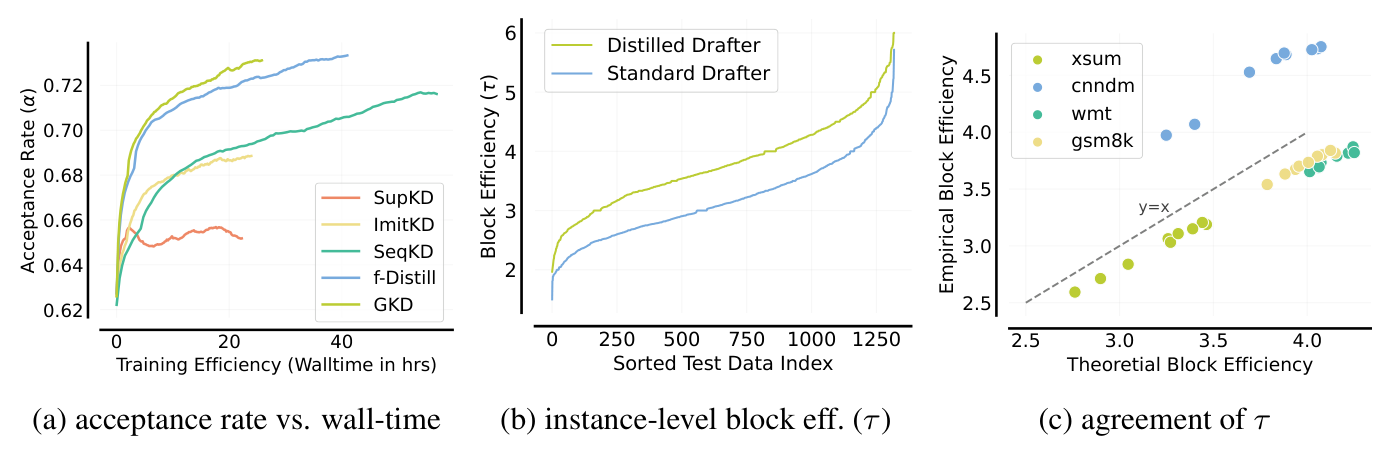 Acceptance Rate (α)
0.72
0.70
0.68
0.66
0.64
0.62
SupKD
ImitKD
SeqKD
f-Distill
GKD
0 20 40
Training Efficiency (Walltime in hrs)
(a) acceptance rate vs. wall-time
Block Efficiency (τ)
6
5
4
3
2
Distilled Drafter
Standard Drafter
0 250 500 750 1000 1250
Sorted Test Data Index
(b) instance-level block eff. (τ)
Empirical Block Efficiency
4.5
4.0
3.5
3.0
2.5
xsum
cnndm
wmt
gsm8k
y=x
2.5 3.0 3.5 4.0
Theoretial Block Efficiency
(c) agreement of τ